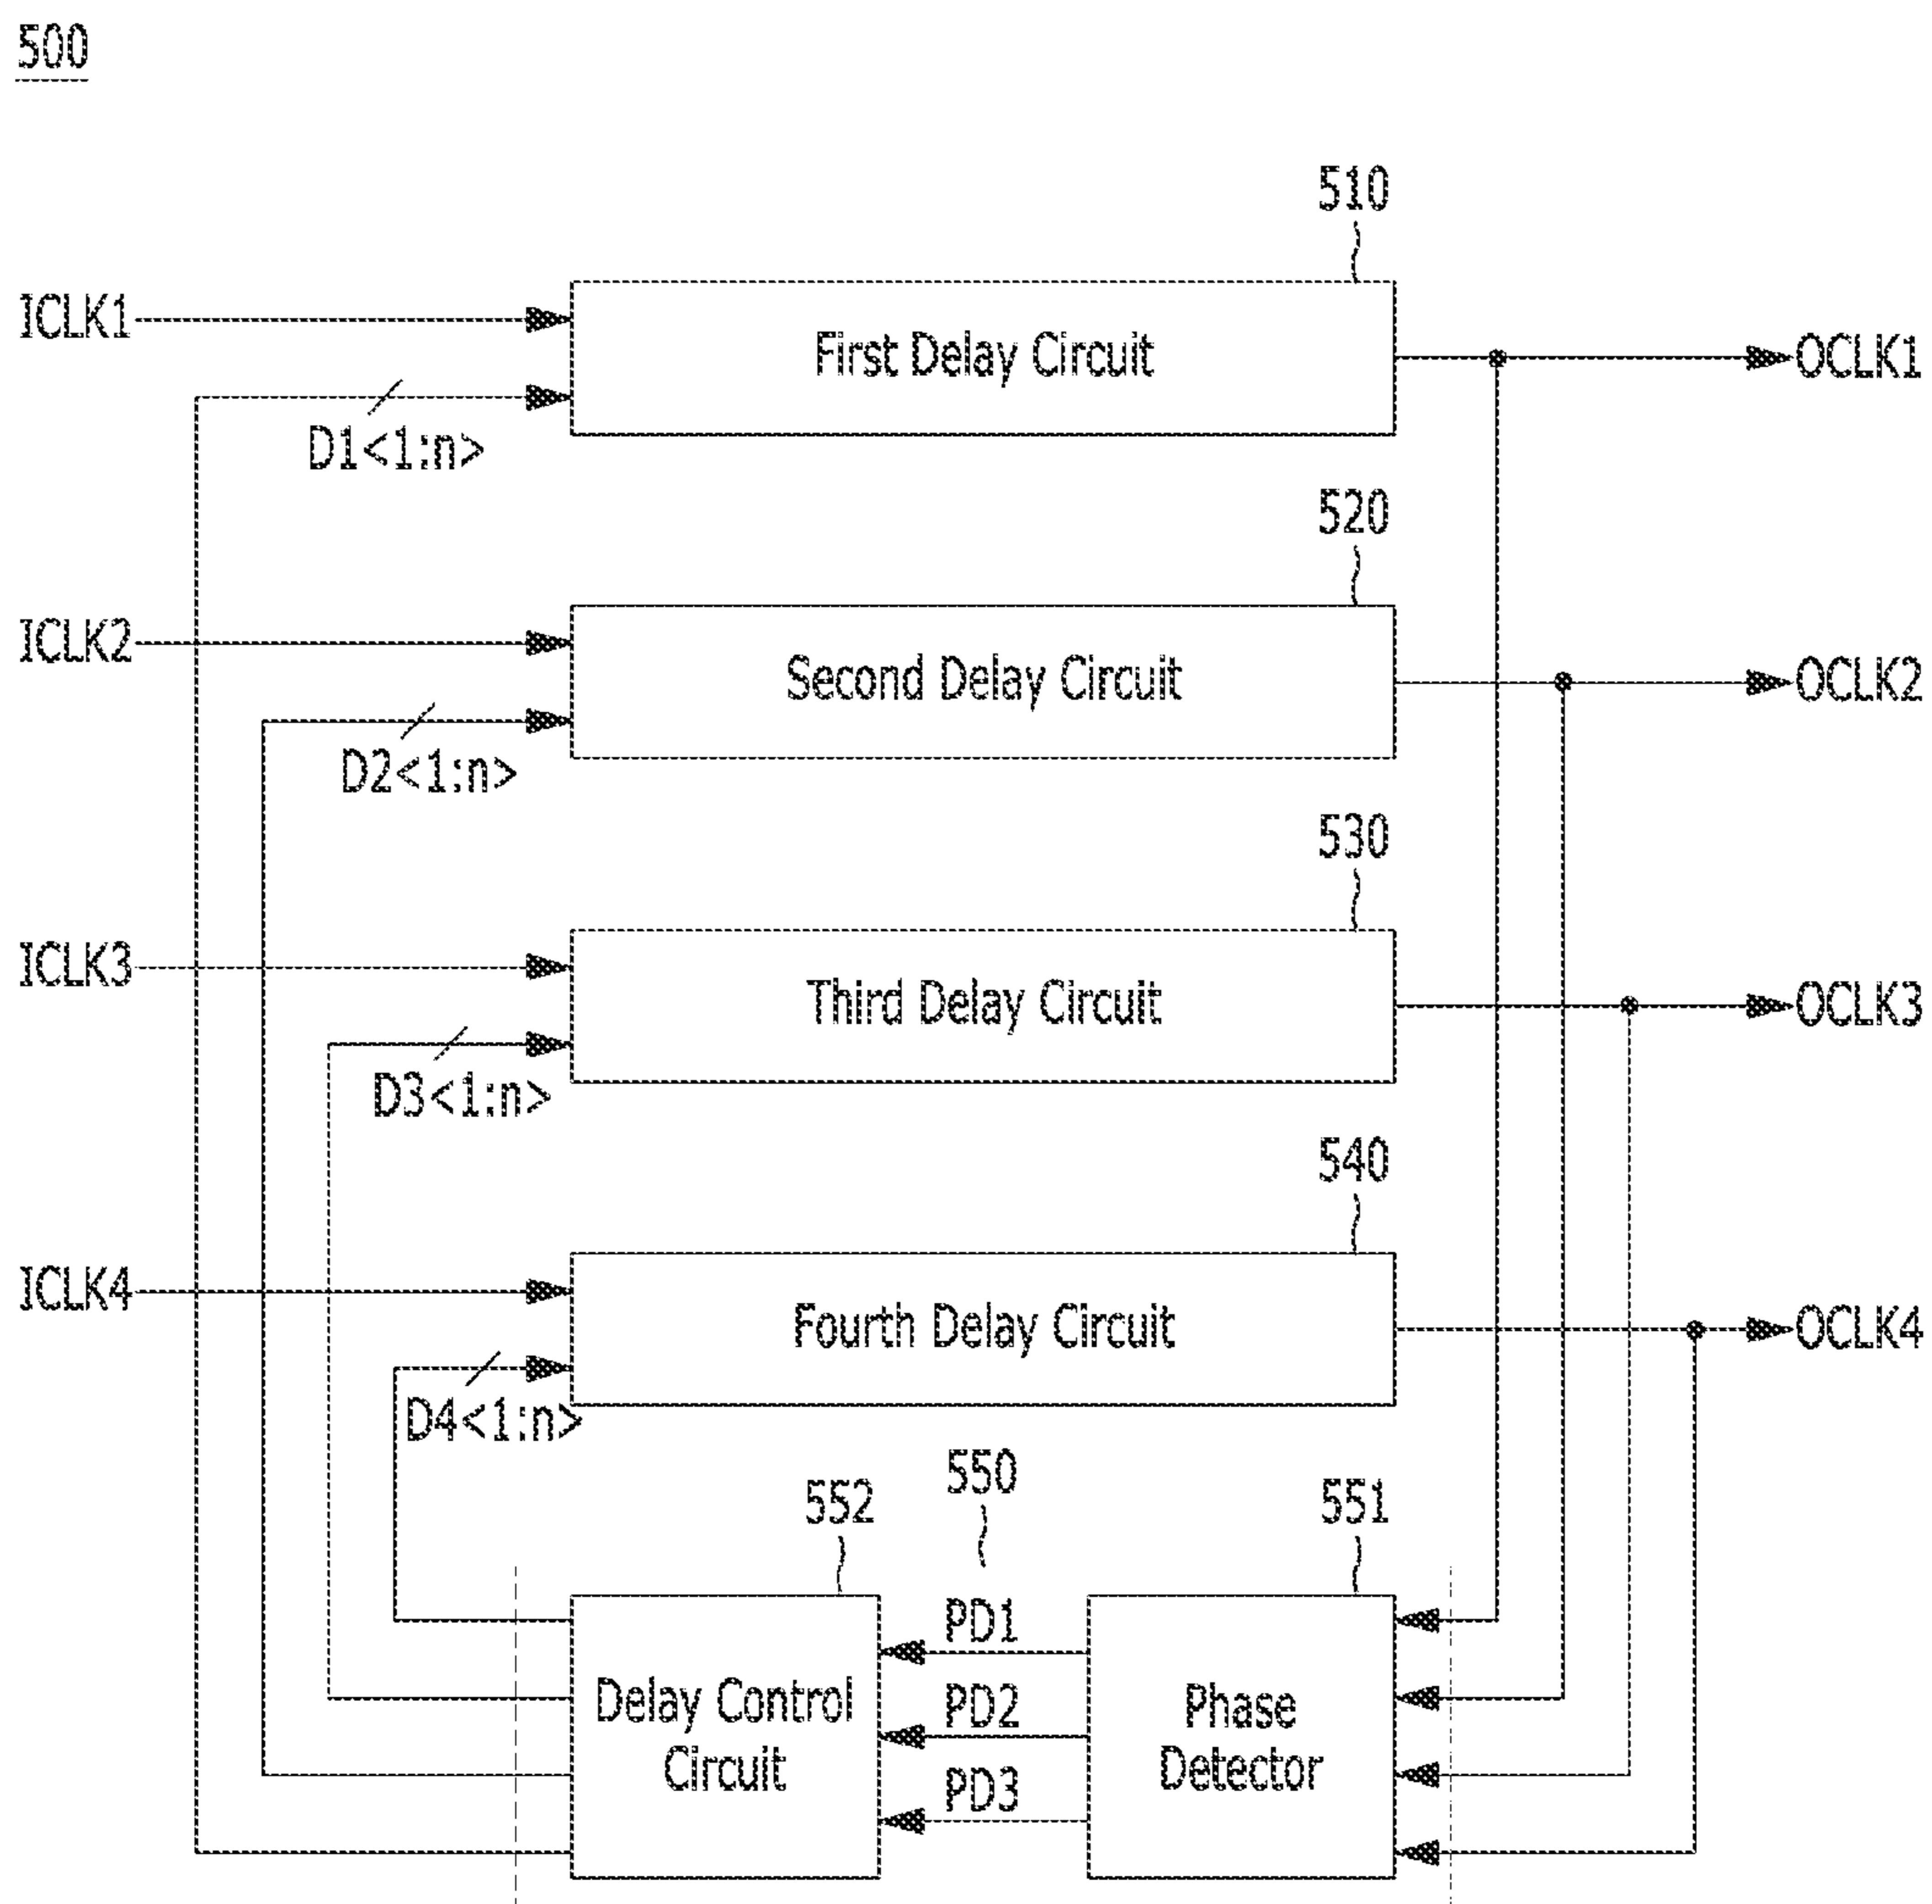 500
510
ICLK1
First Delay Circuit
OCLK1
D1<1:n>
520
ICLK2
Second Delay Circuit
OCLK2
D2<1:n>
530
ICLK3
Third Delay Circuit
OCLK3
D3<1:n>
540
ICLK4
Fourth Delay Circuit
OCLK4
D4<1:n>
550
552
551
PD1
PD2
PD3
Delay Control
Circuit
Phase
Detector